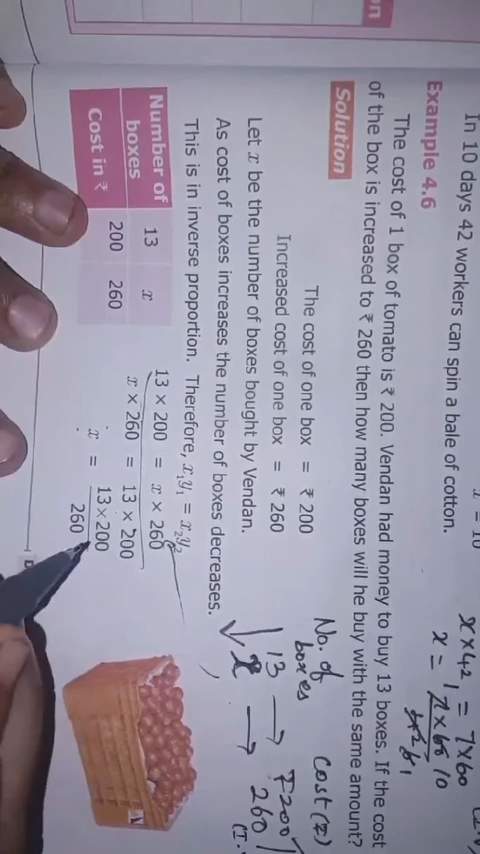 In 10 days 42 workers can spin a bale of cotton.
Example 4.6
The cost of 1 box of tomato is ₹ 200. Vendan had money to buy 13 boxes. If the cost
of the box is increased to ₹ 260 then how many boxes will he buy with the same amount?
Solution
The cost of one box = ₹ 200
Increased cost of one box = ₹ 260
Let x be the number of boxes bought by Vendan.
As cost of boxes increases the number of boxes decreases.
This is in inverse proportion. Therefore, x₁y₁ = x₂y₂
Number of boxes 13 x
Cost in ₹ 200 260
13 × 200 = x × 260
x × 260 = 13 × 200
x = 13×200
260
x×42 = 7×60
No. of boxes cost(₹)
13 → ₹200
x → 260